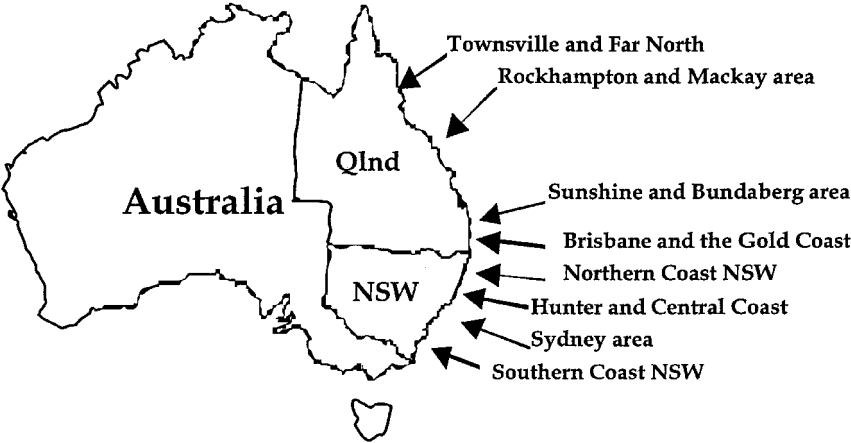 Townsville and Far North
Rockhampton and Mackay area
Qlnd
Australia
Sunshine and Bundaberg area
Brisbane and the Gold Coast
Northern Coast NSW
NSW
Hunter and Central Coast
Sydney area
Southern Coast NSW